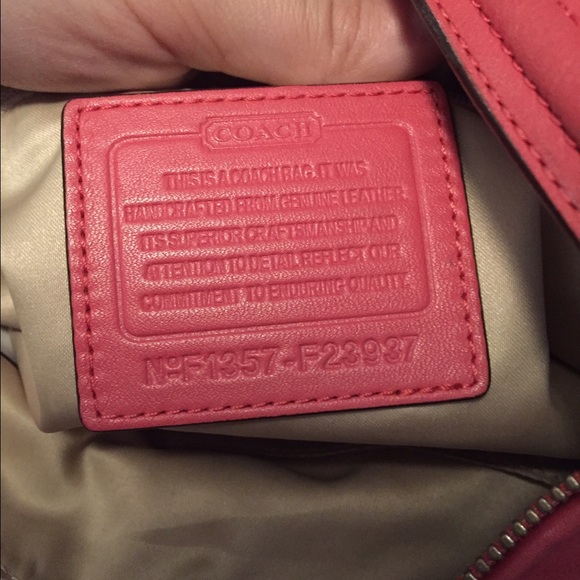 COACH
THIS IS A COACH BAG. IT WAS
HANDCRAFTED FROM GENUINE LEATHER.
ITS SUPERIOR CRAFTSMANSHIP AND
ATTENTION TO DETAIL REFLECT OUR
COMMITMENT TO ENDURING QUALITY.
Nº F1357-F23937